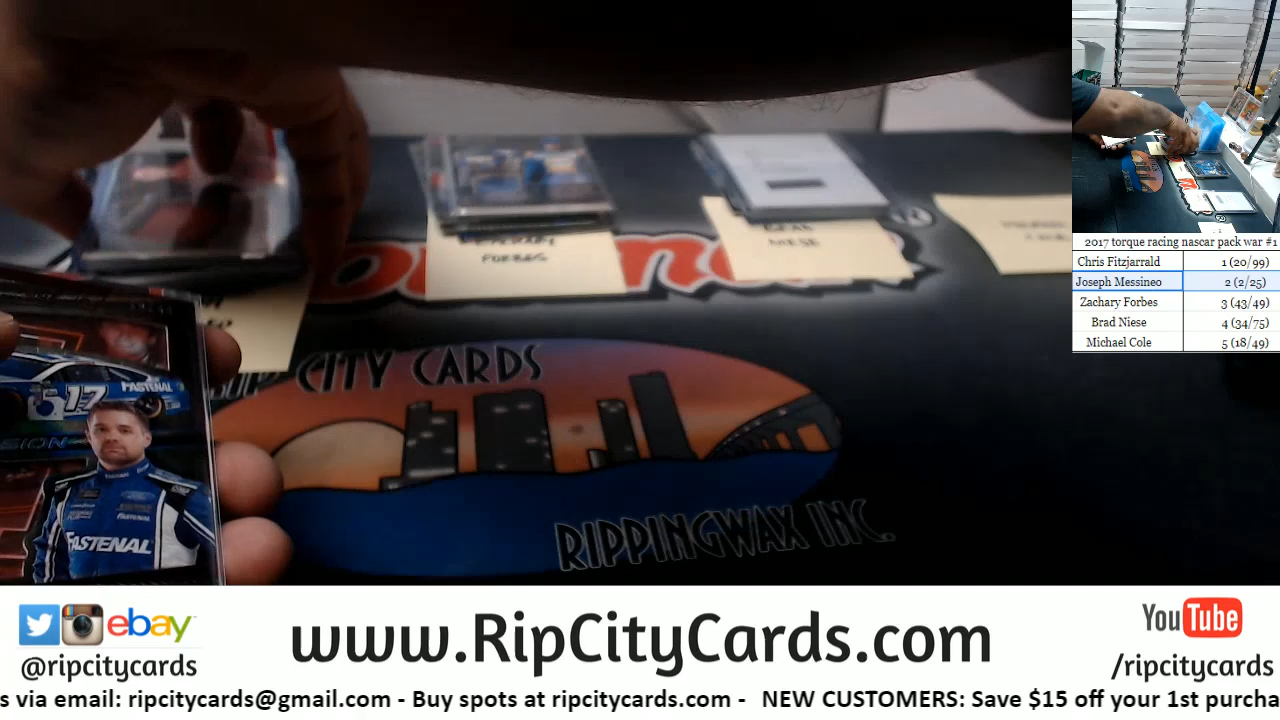 17
FASTENAL
SION
FASTENAL
FORBES
MESE
CITY CARDS
RIPPINGWAX INC.
2017 torque racing nascar pack war #1
Chris Fitzjarrald 1 (20/99)
Joseph Messineo 2 (2/25)
Zachary Forbes 3 (43/49)
Brad Niese 4 (34/75)
Michael Cole 5 (18/49)
ebay
@ripcitycards
www.RipCityCards.com
YouTube
/ripcitycards
s via email: ripcitycards@gmail.com - Buy spots at ripcitycards.com - NEW CUSTOMERS: Save $15 off your 1st purcha